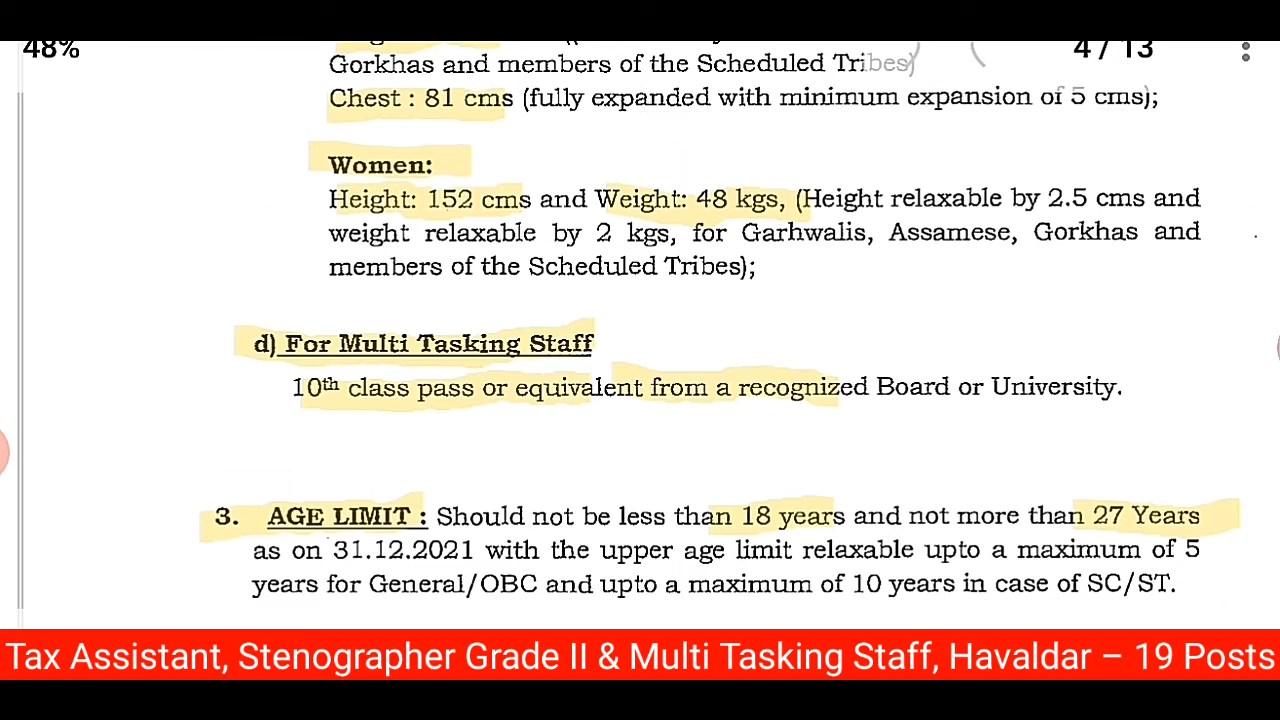 48%
4 / 13
Gorkhas and members of the Scheduled Tribes)
Chest : 81 cms (fully expanded with minimum expansion of 5 cms);
Women:
Height: 152 cms and Weight: 48 kgs, (Height relaxable by 2.5 cms and
weight relaxable by 2 kgs, for Garhwalis, Assamese, Gorkhas and
members of the Scheduled Tribes);
d) For Multi Tasking Staff
10th class pass or equivalent from a recognized Board or University.
3. AGE LIMIT : Should not be less than 18 years and not more than 27 Years
as on 31.12.2021 with the upper age limit relaxable upto a maximum of 5
years for General/OBC and upto a maximum of 10 years in case of SC/ST.
Tax Assistant, Stenographer Grade II & Multi Tasking Staff, Havaldar – 19 Posts